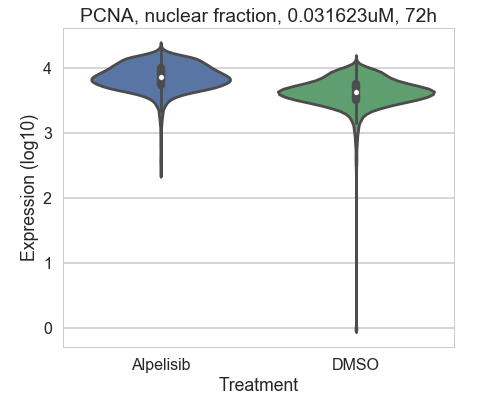 PCNA, nuclear fraction, 0.031623uM, 72h
Expression (log10)
4
3
2
1
0
Alpelisib DMSO
Treatment